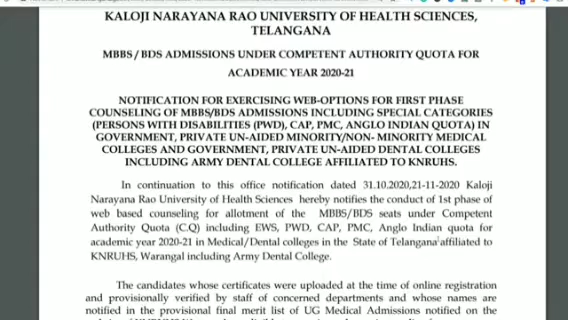 KALOJI NARAYANA RAO UNIVERSITY OF HEALTH SCIENCES,
TELANGANA
MBBS / BDS ADMISSIONS UNDER COMPETENT AUTHORITY QUOTA FOR
ACADEMIC YEAR 2020-21
NOTIFICATION FOR EXERCISING WEB-OPTIONS FOR FIRST PHASE
COUNSELING OF MBBS/BDS ADMISSIONS INCLUDING SPECIAL CATEGORIES
(PERSONS WITH DISABILITIES (PWD), CAP, PMC, ANGLO INDIAN QUOTA) IN
GOVERNMENT, PRIVATE UN-AIDED MINORITY/NON- MINORITY MEDICAL
COLLEGES AND GOVERNMENT, PRIVATE UN-AIDED DENTAL COLLEGES
INCLUDING ARMY DENTAL COLLEGE AFFILIATED TO KNRUHS.
In continuation to this office notification dated 31.10.2020,21-11-2020 Kaloji
Narayana Rao University of Health Sciences hereby notifies the conduct of 1st phase of
web based counseling for allotment of the MBBS/BDS seats under Competent
Authority Quota (C.Q) including EWS, PWD, CAP, PMC, Anglo Indian quota for
academic year 2020-21 in Medical/Dental colleges in the State of Telangana affiliated to
KNRUHS, Warangal including Army Dental College.
The candidates whose certificates were uploaded at the time of online registration
and provisionally verified by staff of concerned departments and whose names are
notified in the provisional final merit list of UG Medical Admissions notified on the